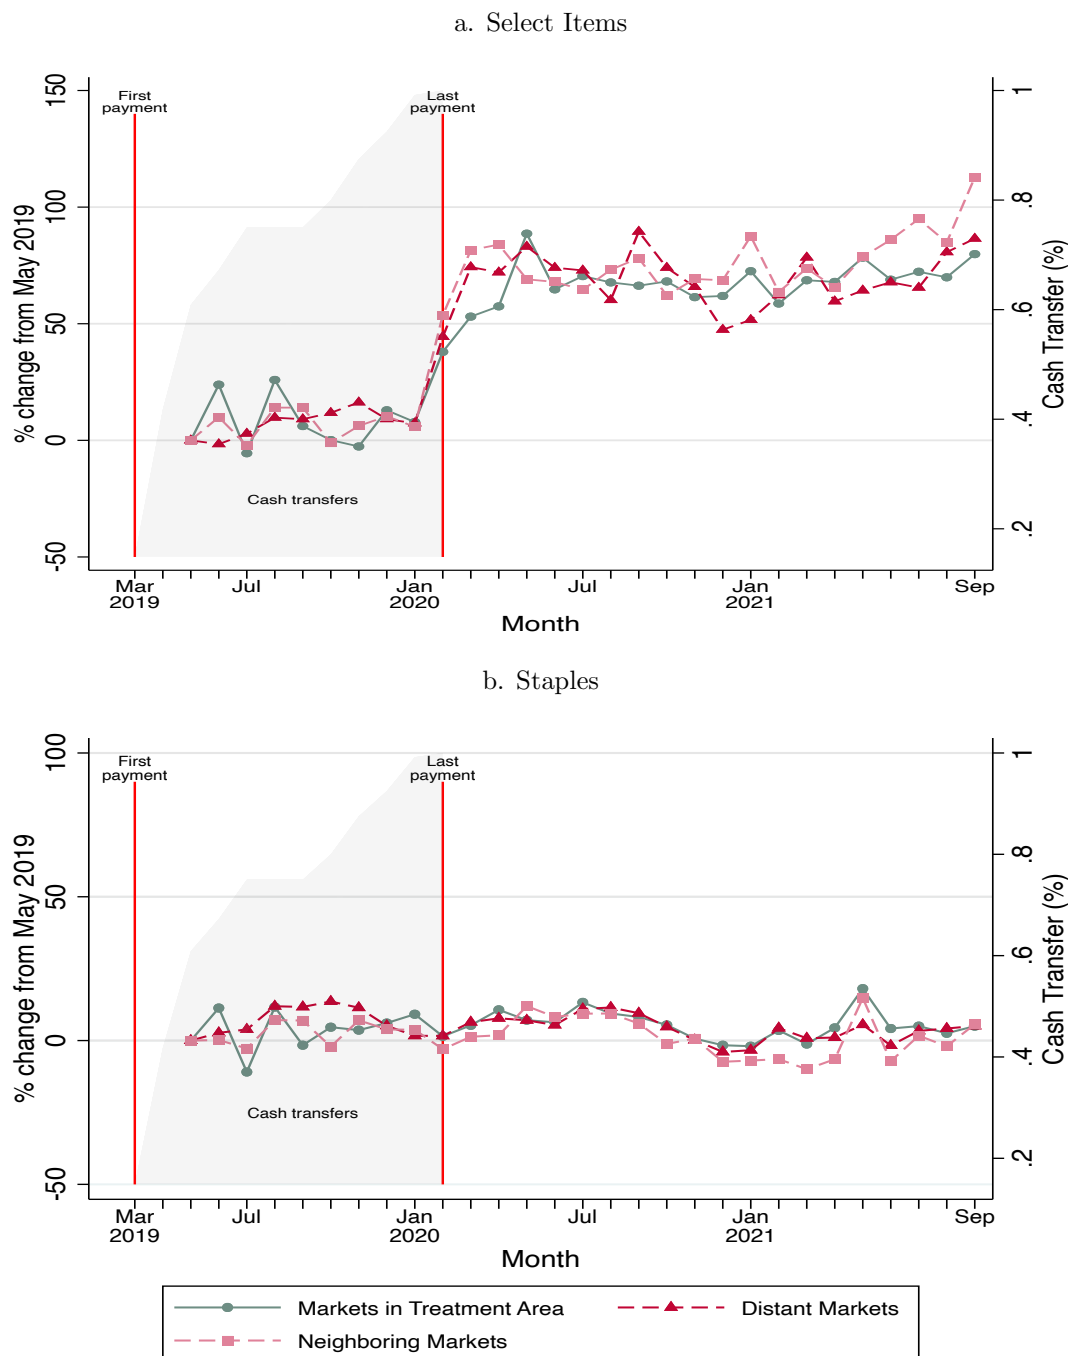 a. Select Items
150
100
50
0
-50
% change from May 2019
First
payment
Last
payment
Cash transfers
1
.8
.6
.4
.2
Cash Transfer (%)
Mar
2019
Jul
Jan
2020
Jul
Jan
2021
Sep
Month
b. Staples
100
50
0
-50
% change from May 2019
First
payment
Last
payment
Cash transfers
1
.8
.6
.4
.2
Cash Transfer (%)
Mar
2019
Jul
Jan
2020
Jul
Jan
2021
Sep
Month
Markets in Treatment Area
Distant Markets
Neighboring Markets